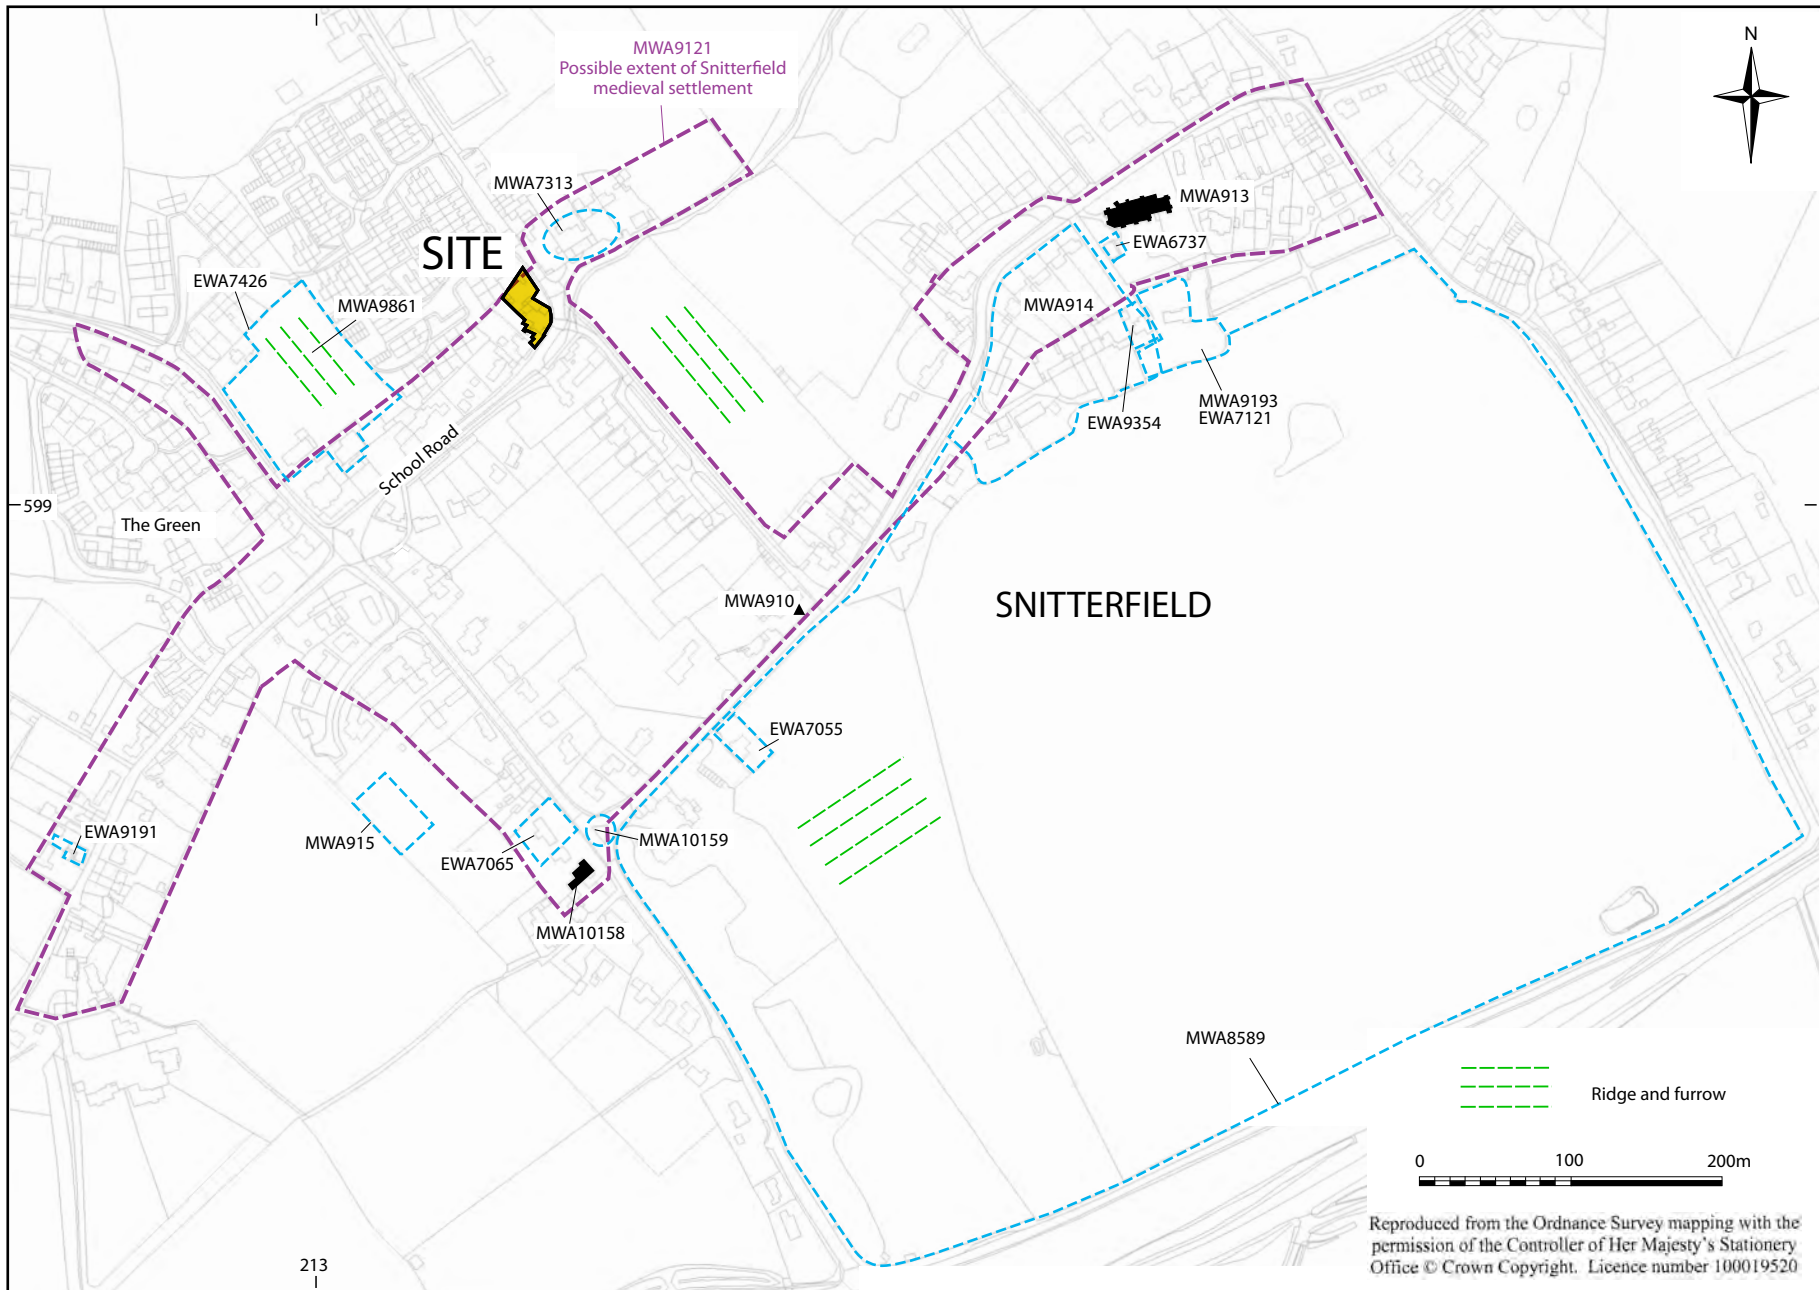 MWA9121
Possible extent of Snitterfield
medieval settlement
N
MWA7313
MWA913
SITE
EWA6737
EWA7426
MWA9861
MWA914
MWA9193
EWA7121
EWA9354
School Road
599
The Green
MWA910
SNITTERFIELD
EWA7055
EWA9191
MWA915
EWA7065
MWA10159
MWA10158
MWA8589
Ridge and furrow
0 100 200m
213
Reproduced from the Ordnance Survey mapping with the
permission of the Controller of Her Majesty's Stationery
Office © Crown Copyright. Licence number 100019520